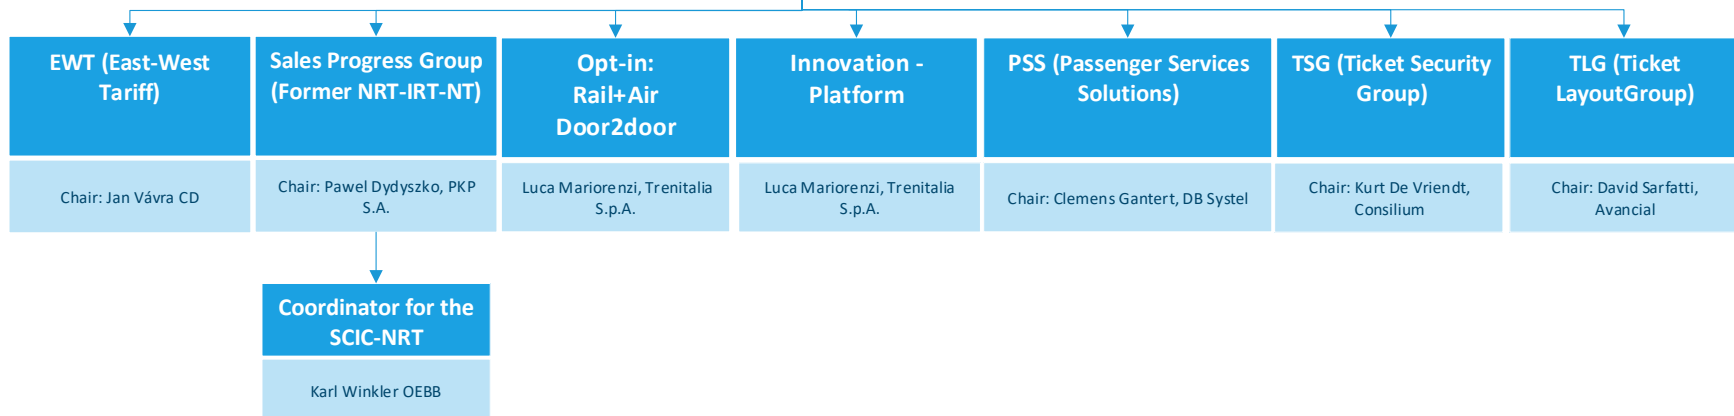 EWT (East-West
Tariff)
Chair: Jan Vávra CD
Sales Progress Group
(Former NRT-IRT-NT)
Chair: Pawel Dydyszko, PKP
S.A.
Opt-in:
Rail+Air
Door2door
Luca Mariorenzi, Trenitalia
S.p.A.
Innovation -
Platform
Luca Mariorenzi, Trenitalia
S.p.A.
PSS (Passenger Services
Solutions)
Chair: Clemens Gantert, DB Systel
TSG (Ticket Security
Group)
Chair: Kurt De Vriendt,
Consilium
TLG (Ticket
LayoutGroup)
Chair: David Sarfatti,
Avancial
Coordinator for the
SCIC-NRT
Karl Winkler OEBB